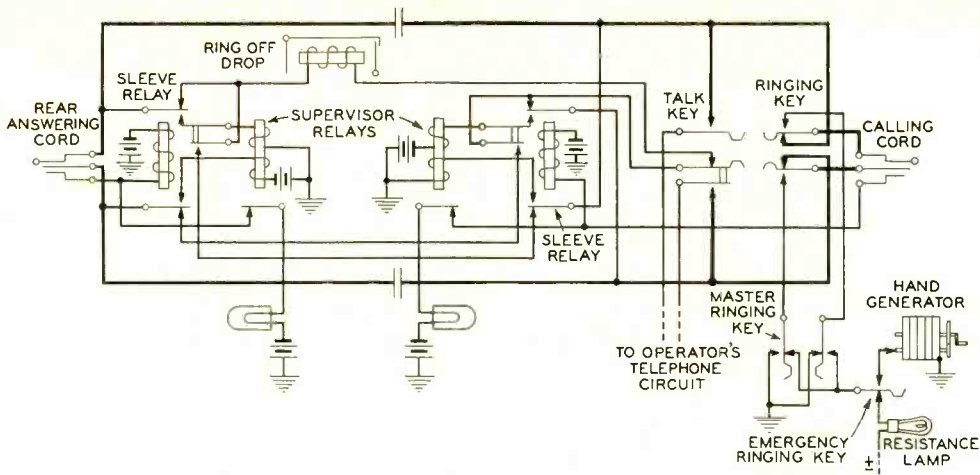 RING OFF
DROP
SLEEVE
RELAY
REAR
ANSWERING
CORD
SUPERVISOR
RELAYS
TALK
KEY
RINGING
KEY
CALLING
CORD
SLEEVE
RELAY
MASTER
RINGING
KEY
HAND
GENERATOR
TO OPERATOR'S
TELEPHONE
CIRCUIT
EMERGENCY
RINGING KEY
±
RESISTANCE
LAMP